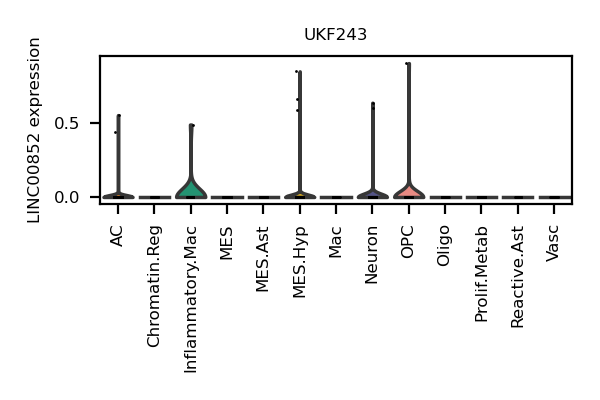 UKF243
LINC00852 expression
0.5
0.0
AC
Chromatin.Reg
Inflammatory.Mac
MES
MES.Ast
MES.Hyp
Mac
Neuron
OPC
Oligo
Prolif.Metab
Reactive.Ast
Vasc